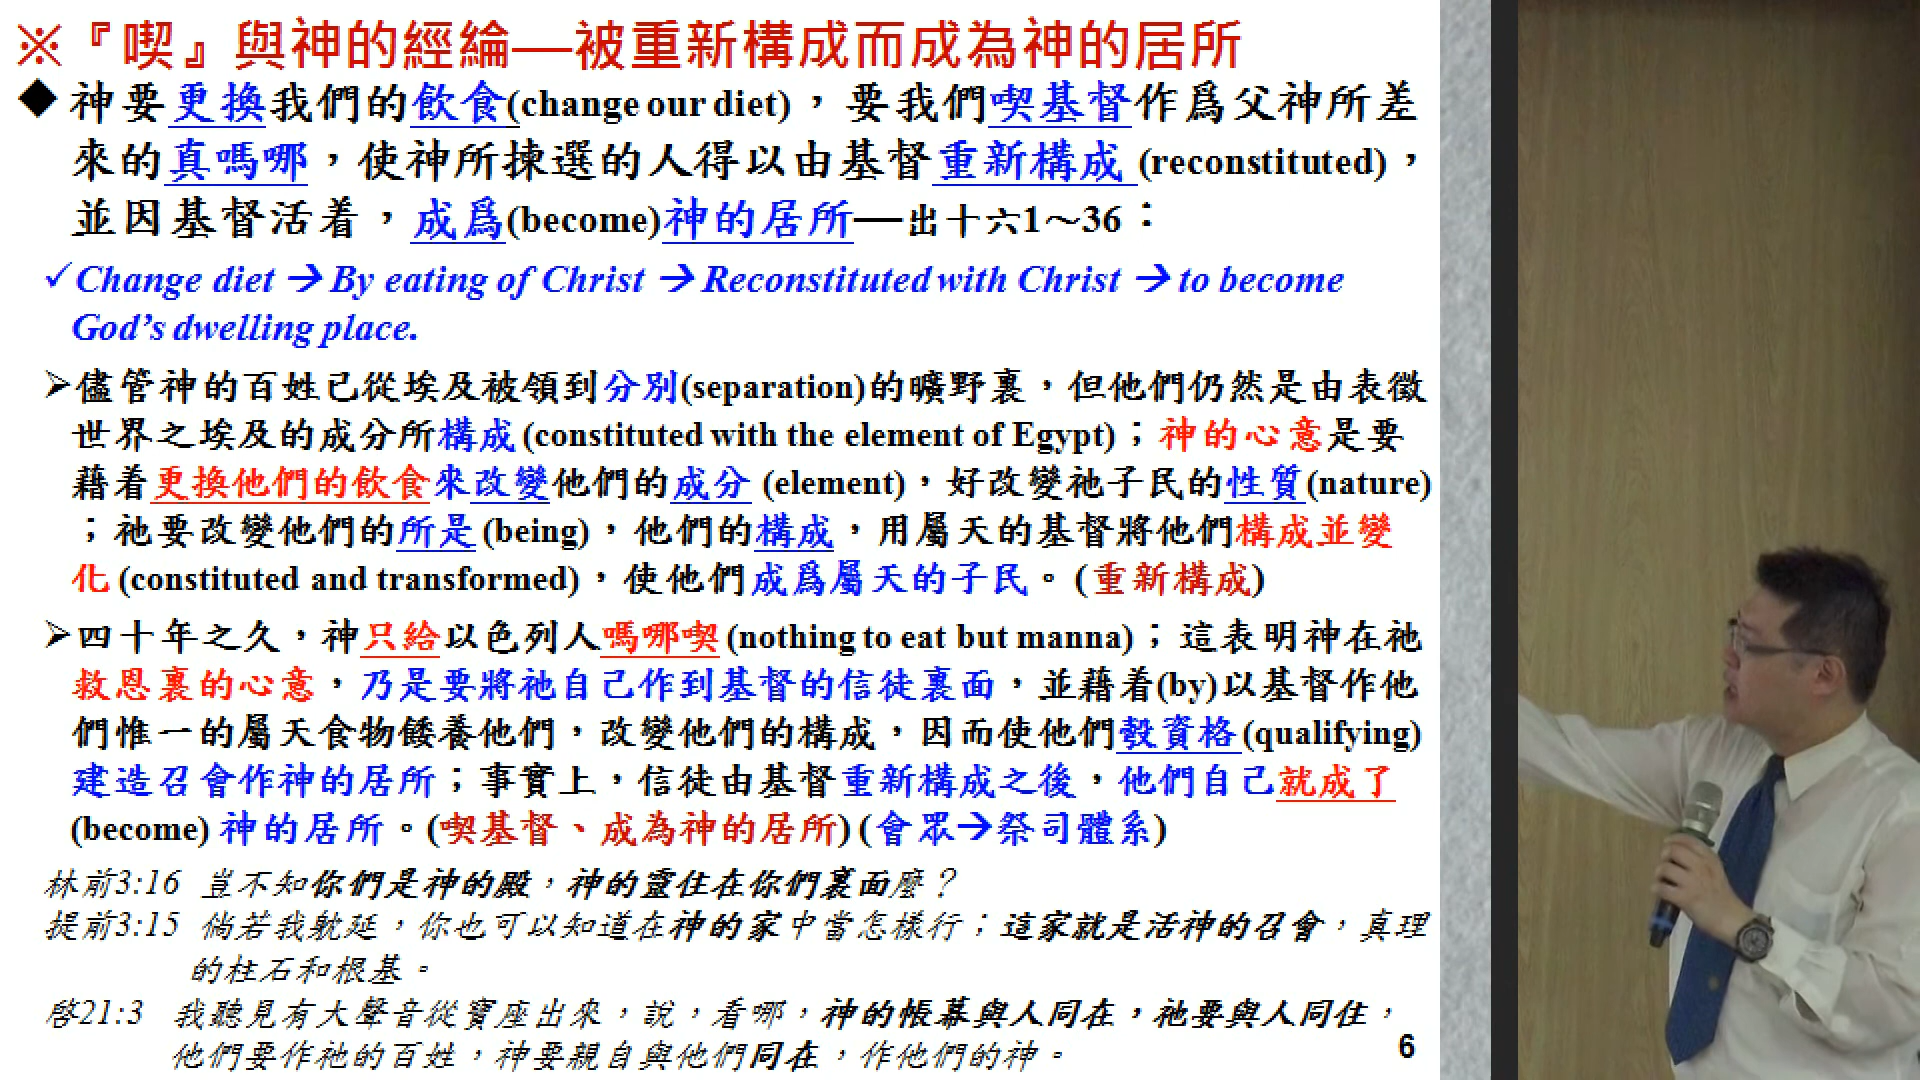 ※『喫』與神的經綸—被重新構成而成為神的居所
◆神要更換我們的飲食(change our diet)，要我們喫基督作爲父神所差
來的真嗎哪，使神所揀選的人得以由基督重新構成 (reconstituted)，
並因基督活着，成爲(become)神的居所—出十六1～36：
✓Change diet → By eating of Christ → Reconstituted with Christ → to become
God's dwelling place.
➢儘管神的百姓已從埃及被領到分別(separation)的曠野裏，但他們仍然是由表徵
世界之埃及的成分所構成 (constituted with the element of Egypt)；神的心意是要
藉着更換他們的飲食來改變他們的成分 (element)，好改變祂子民的性質(nature)
；祂要改變他們的所是 (being)，他們的構成，用屬天的基督將他們構成並變
化 (constituted and transformed)，使他們成爲屬天的子民。(重新構成)
➢四十年之久，神只給以色列人嗎哪喫 (nothing to eat but manna)；這表明神在祂
救恩裏的心意，乃是要將祂自己作到基督的信徒裏面，並藉着(by)以基督作他
們惟一的屬天食物餧養他們，改變他們的構成，因而使他們彀資格(qualifying)
建造召會作神的居所；事實上，信徒由基督重新構成之後，他們自己就成了
(become) 神的居所。(喫基督、成為神的居所) (會眾→祭司體系)
林前3:16 豈不知你們是神的殿，神的靈住在你們裏面麼？
提前3:15 倘若我躭延，你也可以知道在神的家中當怎樣行；這家就是活神的召會，真理
的柱石和根基。
啓21:3 我聽見有大聲音從寶座出來，說，看哪，神的帳幕與人同在，祂要與人同住，
他們要作祂的百姓，神要親自與他們同在，作他們的神。
6